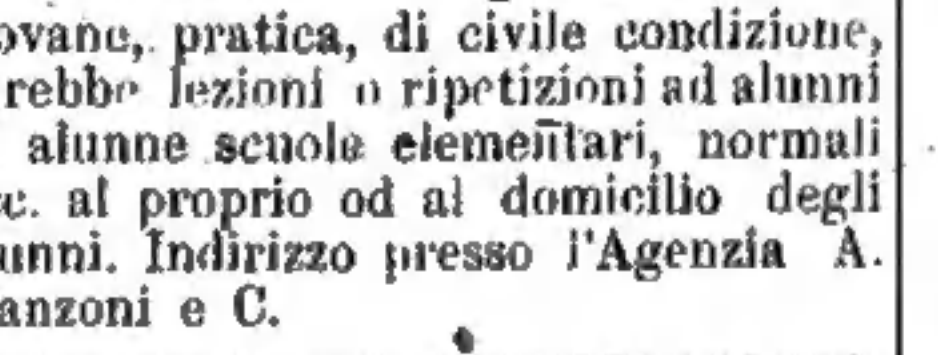 ovane, pratica, di civile condizione,
rebbe lezioni o ripetizioni ad alunni
alunne scuole elementari, normali
c. al proprio od al domicilio degli
unni. Indirizzo presso l'Agenzia A.
anzoni e C.